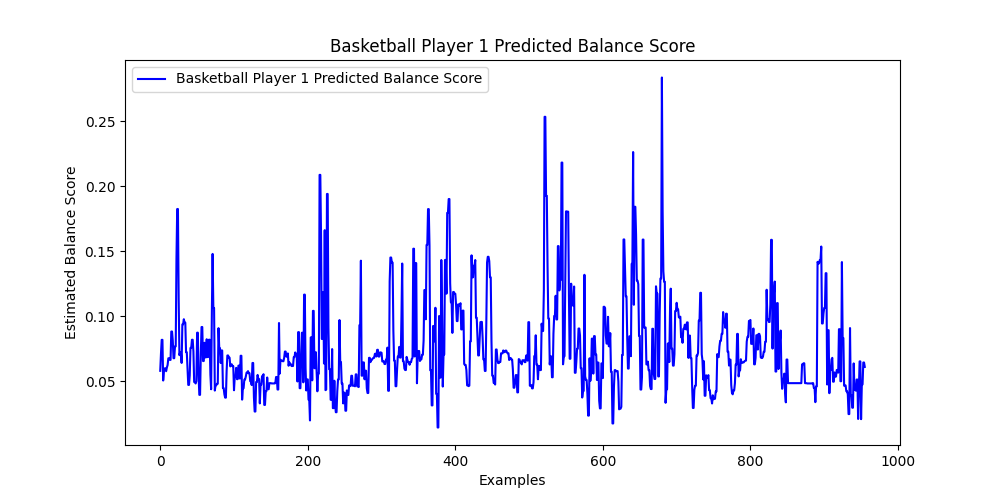 Basketball Player 1 Predicted Balance Score
Basketball Player 1 Predicted Balance Score
Estimated Balance Score
0.25
0.20
0.15
0.10
0.05
0 200 400 600 800 1000
Examples